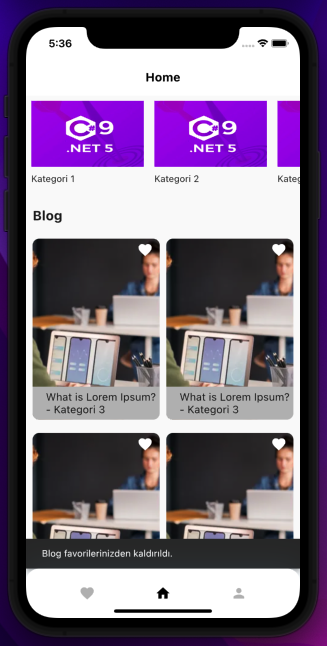 5:36
Home
C#9
.NET 5
C#9
.NET 5
Kategori 1
Kategori 2
Kateg
Blog
What is Lorem Ipsum?
- Kategori 3
What is Lorem Ipsum?
- Kategori 3
Blog favorilerinizden kaldırıldı.